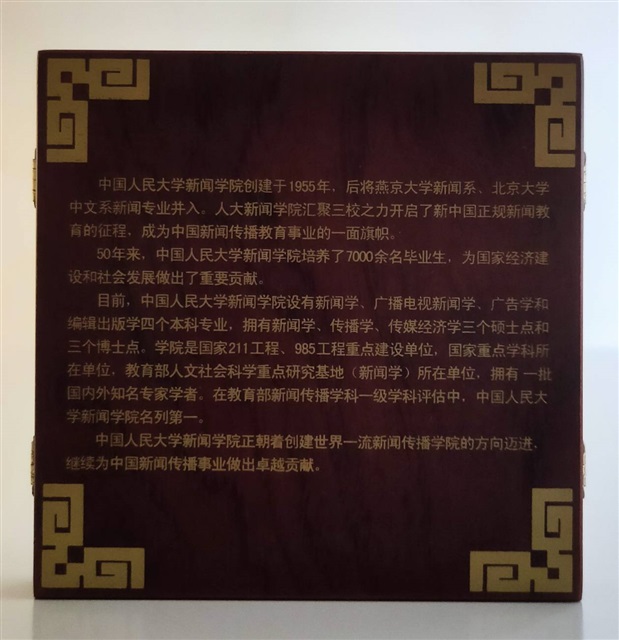 中国人民大学新闻学院创建于1955年，后将燕京大学新闻系、北京大学
中文系新闻专业并入。人大新闻学院汇聚三校之力开启了新中国正规新闻教
育的征程，成为中国新闻传播教育事业的一面旗帜。
50年来，中国人民大学新闻学院培养了7000余名毕业生，为国家经济建
设和社会发展做出了重要贡献。
目前，中国人民大学新闻学院设有新闻学、广播电视新闻学、广告学和
编辑出版学四个本科专业，拥有新闻学、传播学、传媒经济学三个硕士点和
三个博士点。学院是国家211工程、985工程重点建设单位，国家重点学科所
在单位，教育部人文社会科学重点研究基地（新闻学）所在单位，拥有一批
国内外知名专家学者。在教育部新闻传播学科一级学科评估中，中国人民大
学新闻学院名列第一。
中国人民大学新闻学院正朝着创建世界一流新闻传播学院的方向迈进，
继续为中国新闻传播事业做出卓越贡献。